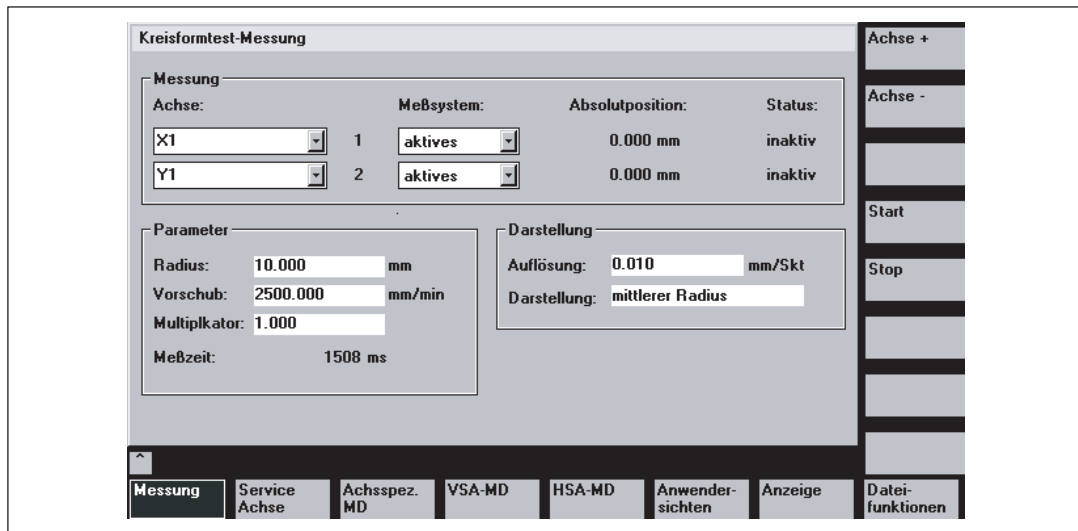 Kreisformtest-Messung
Messung
Achse: Meßsystem: Absolutposition: Status:
X1 1 aktives 0.000 mm inaktiv
Y1 2 aktives 0.000 mm inaktiv
Parameter
Radius: 10.000 mm
Vorschub: 2500.000 mm/min
Multiplkator: 1.000
Meßzeit: 1508 ms
Darstellung
Auflösung: 0.010 mm/Skt
Darstellung: mittlerer Radius
Achse +
Achse -
Start
Stop
^
Messung
Service
Achse
Achsspez.
MD
VSA-MD
HSA-MD
Anwender-
sichten
Anzeige
Datei-
funktionen